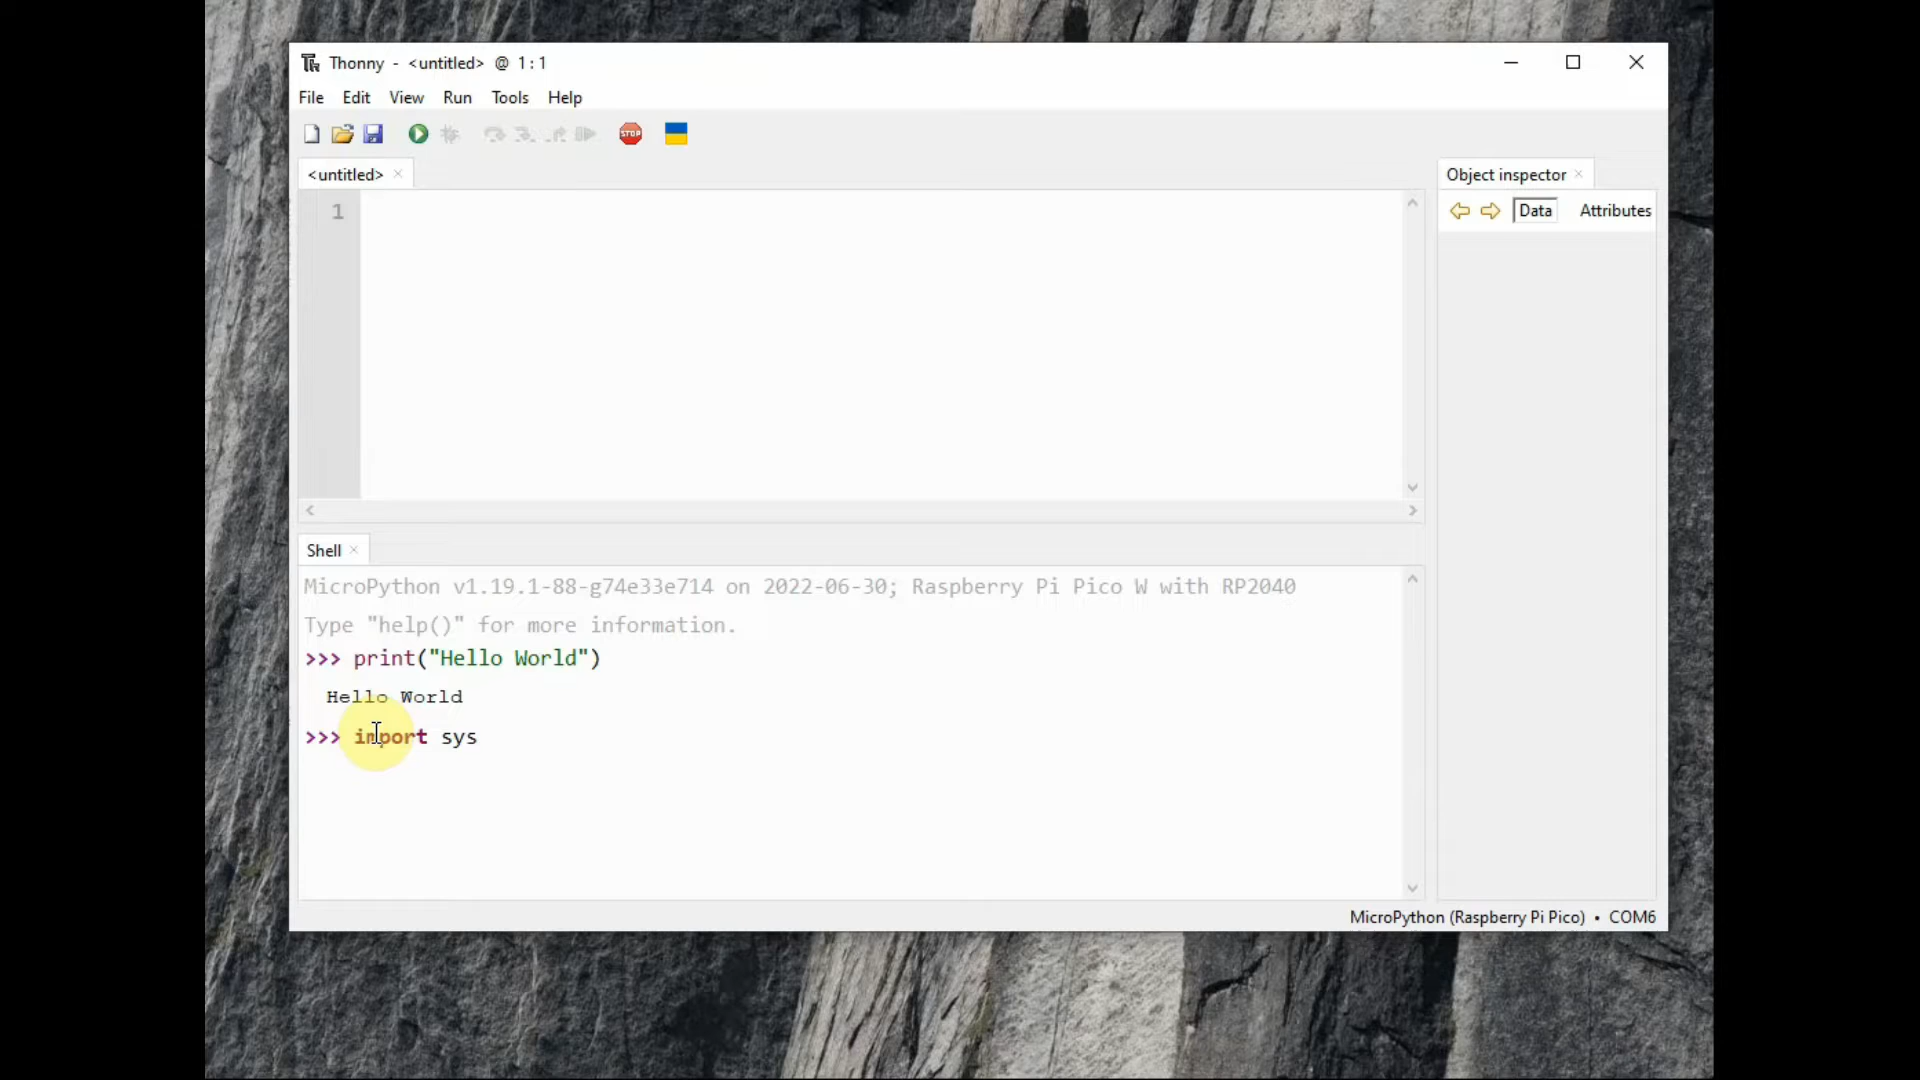 Thonny - <untitled> @ 1:1
File Edit View Run Tools Help
STOP
<untitled>
Object inspector
1
Data Attributes
Shell
MicroPython v1.19.1-88-g74e33e714 on 2022-06-30; Raspberry Pi Pico W with RP2040
Type "help()" for more information.
>>> print("Hello World")
Hello World
>>> import sys
MicroPython (Raspberry Pi Pico) • COM6